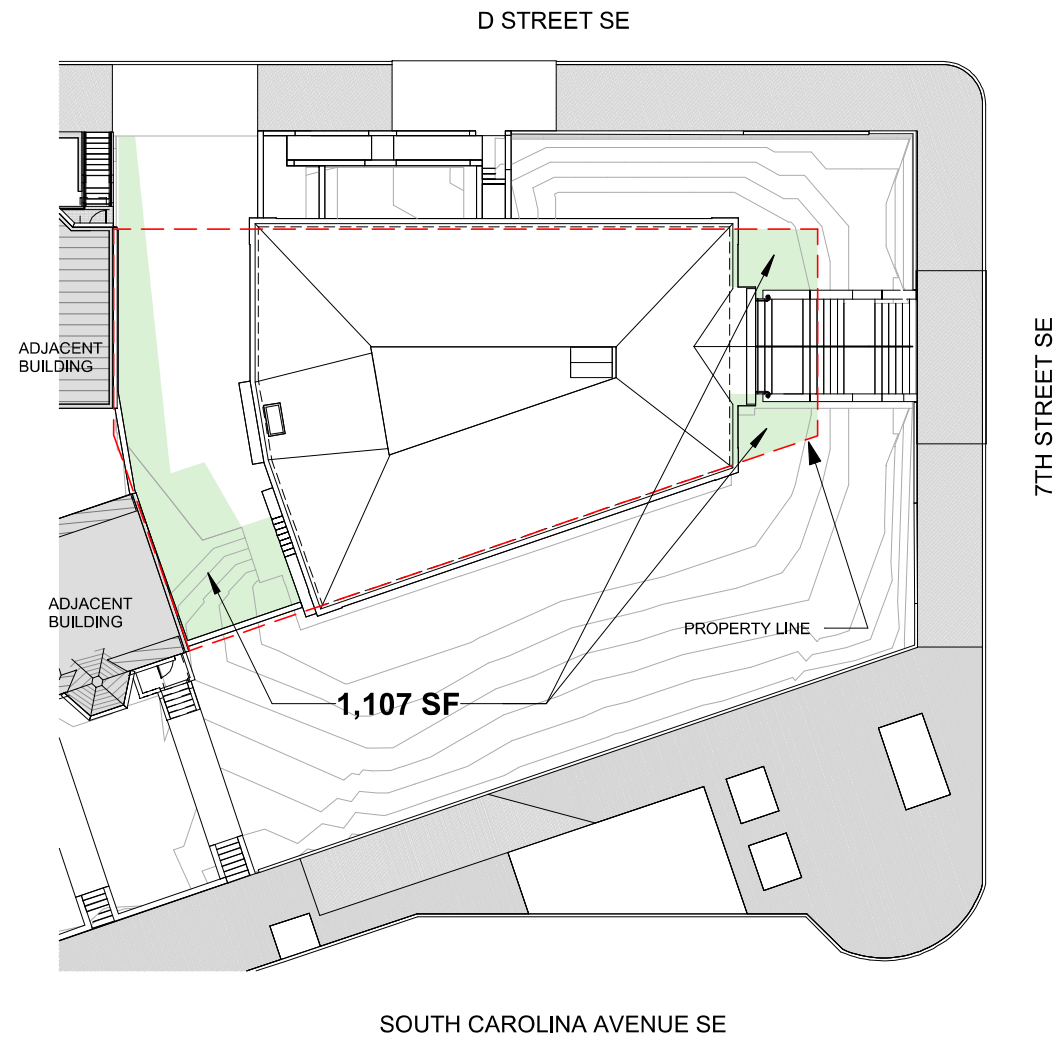 D STREET SE
ADJACENT
BUILDING
7TH STREET SE
ADJACENT
BUILDING
PROPERTY LINE
1,107 SF
SOUTH CAROLINA AVENUE SE